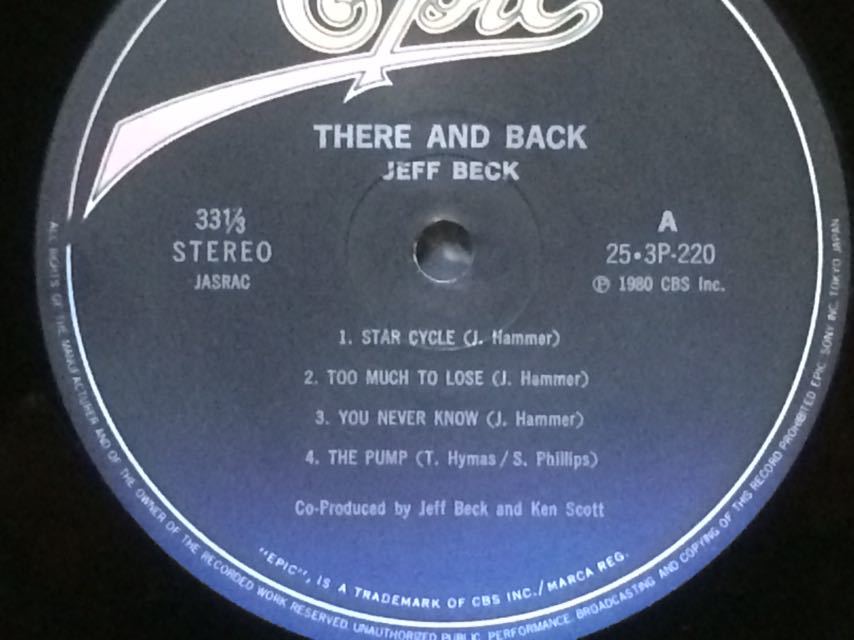 Epic
THERE AND BACK
JEFF BECK
33⅓
STEREO
JASRAC
A
25•3P-220
Ⓟ 1980 CBS Inc.
1. STAR CYCLE (J. Hammer)
2. TOO MUCH TO LOSE (J. Hammer)
3. YOU NEVER KNOW (J. Hammer)
4. THE PUMP (T. Hymas / S. Phillips)
Co-Produced by Jeff Beck and Ken Scott
"EPIC", IS A TRADEMARK OF CBS INC./MARCA REG.
ALL RIGHTS OF THE MANUFACTURER AND OF THE OWNER OF THE RECORDED WORK RESERVED. UNAUTHORIZED PUBLIC PERFORMANCE, BROADCASTING AND COPYING OF THIS RECORD PROHIBITED EPIC/SONY INC. TOKYO JAPAN